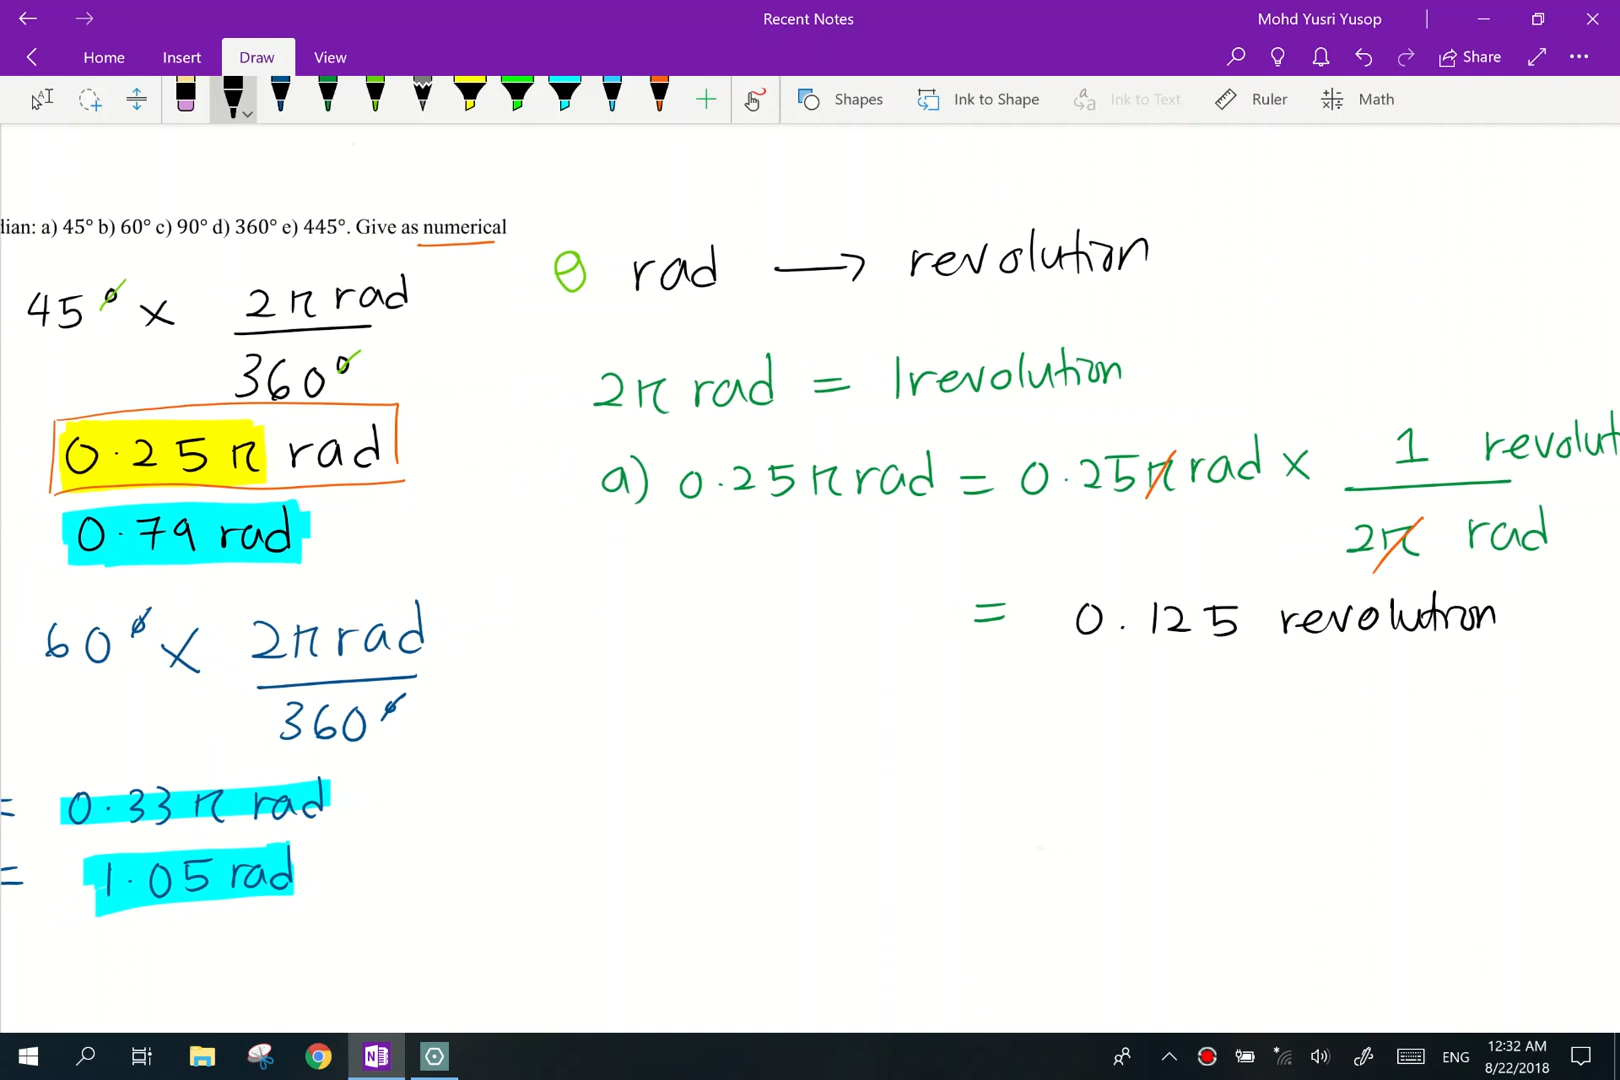 Recent Notes
Mohd Yusri Yusop
Home Insert Draw View
Share
Shapes Ink to Shape Ink to Text Ruler Math
dian: a) 45° b) 60° c) 90° d) 360° e) 445°. Give as numerical
45° × 2π rad
360°
0.25π rad
0.79 rad
60° × 2π rad
360°
= 0.33π rad
= 1.05 rad
θ rad → revolution
2π rad = 1 revolution
a) 0.25π rad = 0.25π rad × 1 revolut
2π rad
= 0.125 revolution
ENG
12:32 AM
8/22/2018